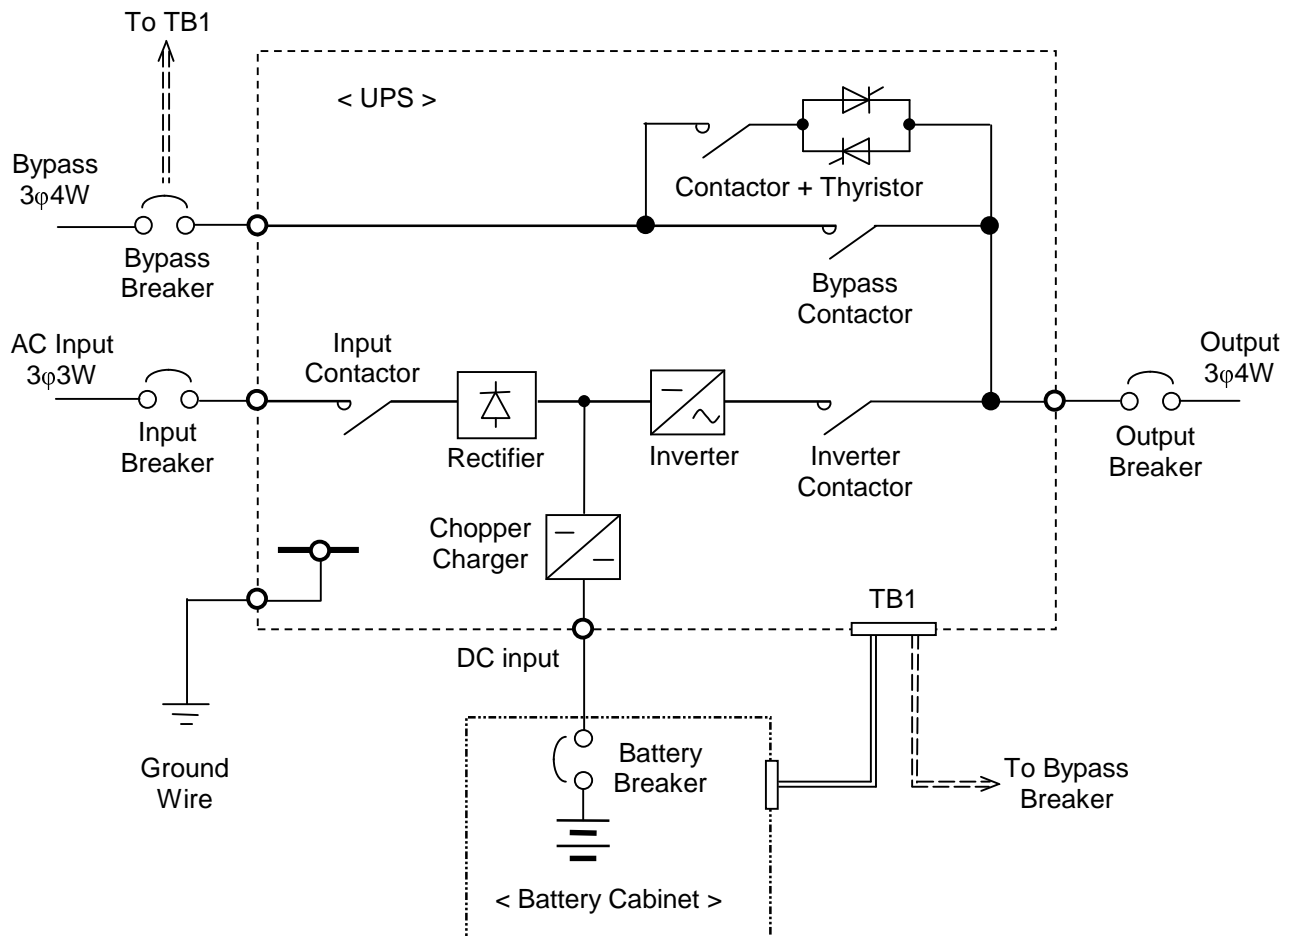 To TB1
< UPS >
Bypass
3φ4W
Contactor + Thyristor
Bypass
Breaker
Bypass
Contactor
AC Input
3φ3W
Input
Contactor
Output
3φ4W
Input
Breaker
Rectifier
Inverter
Inverter
Contactor
Output
Breaker
Chopper
Charger
TB1
DC input
Ground
Wire
Battery
Breaker
To Bypass
Breaker
< Battery Cabinet >